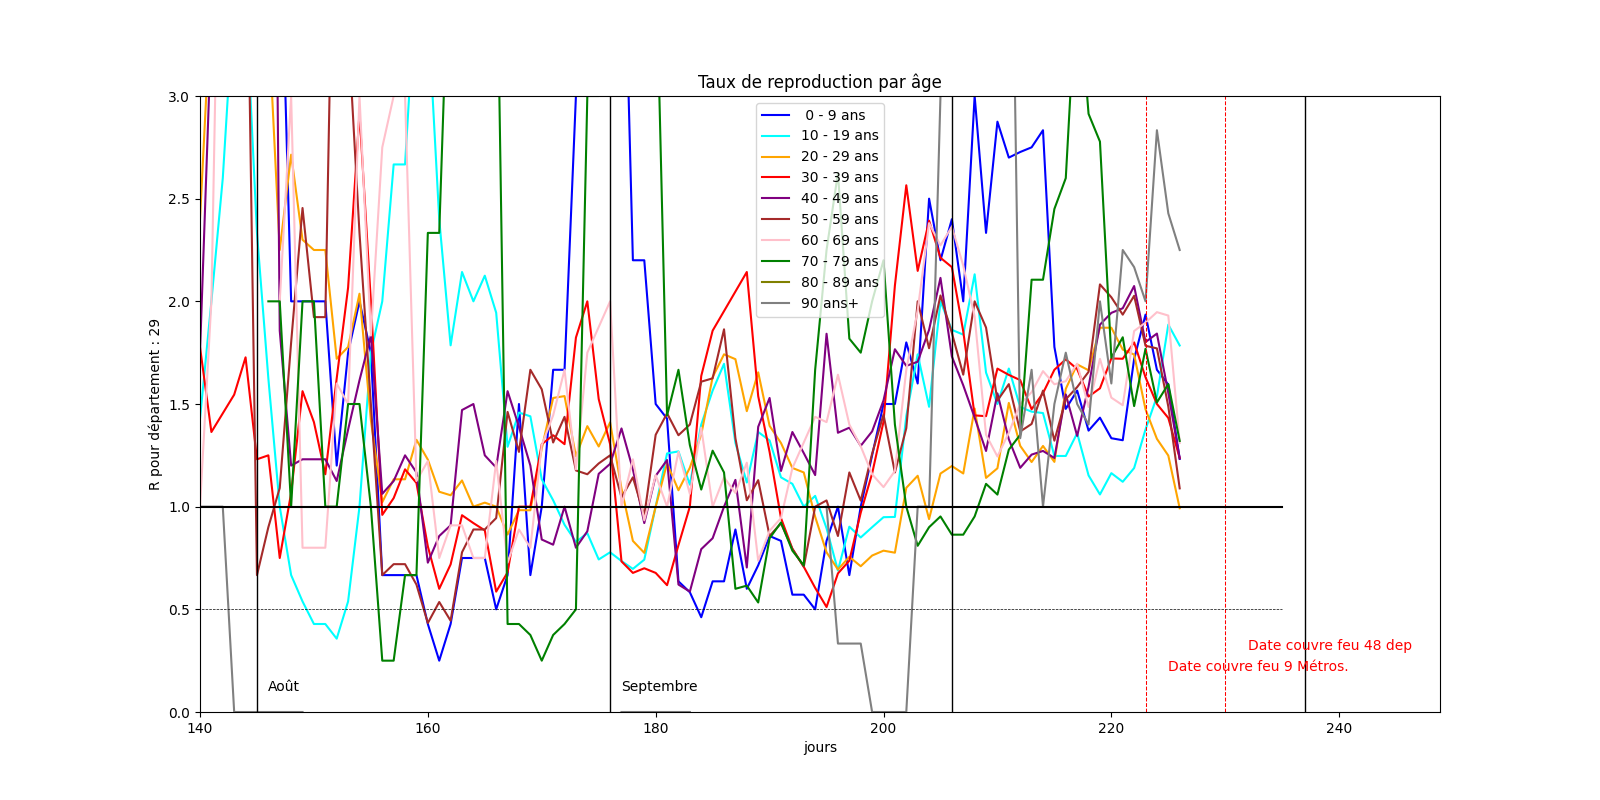 Taux de reproduction par âge
R pour département : 29
3.0
2.5
2.0
1.5
1.0
0.5
0.0
0 - 9 ans
10 - 19 ans
20 - 29 ans
30 - 39 ans
40 - 49 ans
50 - 59 ans
60 - 69 ans
70 - 79 ans
80 - 89 ans
90 ans+
Date couvre feu 48 dep
Date couvre feu 9 Métros.
Août
Septembre
140
160
180
200
220
240
jours